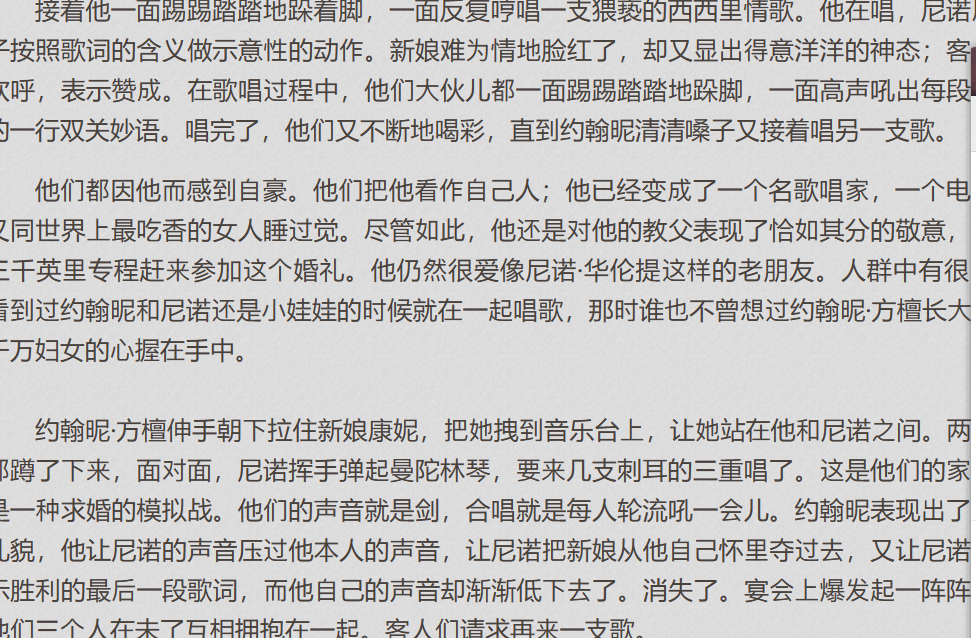 接着他一面踢踢踏踏地跺着脚，一面反复哼唱一支猥亵的西西里情歌。他在唱，尼诺
子按照歌词的含义做示意性的动作。新娘难为情地脸红了，却又显出得意洋洋的神态；客
欢呼，表示赞成。在歌唱过程中，他们大伙儿都一面踢踢踏踏地跺脚，一面高声吼出每段
的一行双关妙语。唱完了，他们又不断地喝彩，直到约翰昵清清嗓子又接着唱另一支歌。
他们都因他而感到自豪。他们把他看作自己人；他已经变成了一个名歌唱家，一个电
又同世界上最吃香的女人睡过觉。尽管如此，他还是对他的教父表现了恰如其分的敬意，
三千英里专程赶来参加这个婚礼。他仍然很爱像尼诺·华伦提这样的老朋友。人群中有很
看到过约翰昵和尼诺还是小娃娃的时候就在一起唱歌，那时谁也不曾想过约翰昵·方檀长大
千万妇女的心握在手中。
约翰昵·方檀伸手朝下拉住新娘康妮，把她拽到音乐台上，让她站在他和尼诺之间。两
都蹲了下来，面对面，尼诺挥手弹起曼陀林琴，要来几支刺耳的三重唱了。这是他们的家
是一种求婚的模拟战。他们的声音就是剑，合唱就是每人轮流吼一会儿。约翰昵表现出了
礼貌，他让尼诺的声音压过他本人的声音，让尼诺把新娘从他自己怀里夺过去，又让尼诺
示胜利的最后一段歌词，而他自己的声音却渐渐低下去了。消失了。宴会上爆发起一阵阵
他们三个人在末了互相拥抱在一起。客人们请求再来一支歌。